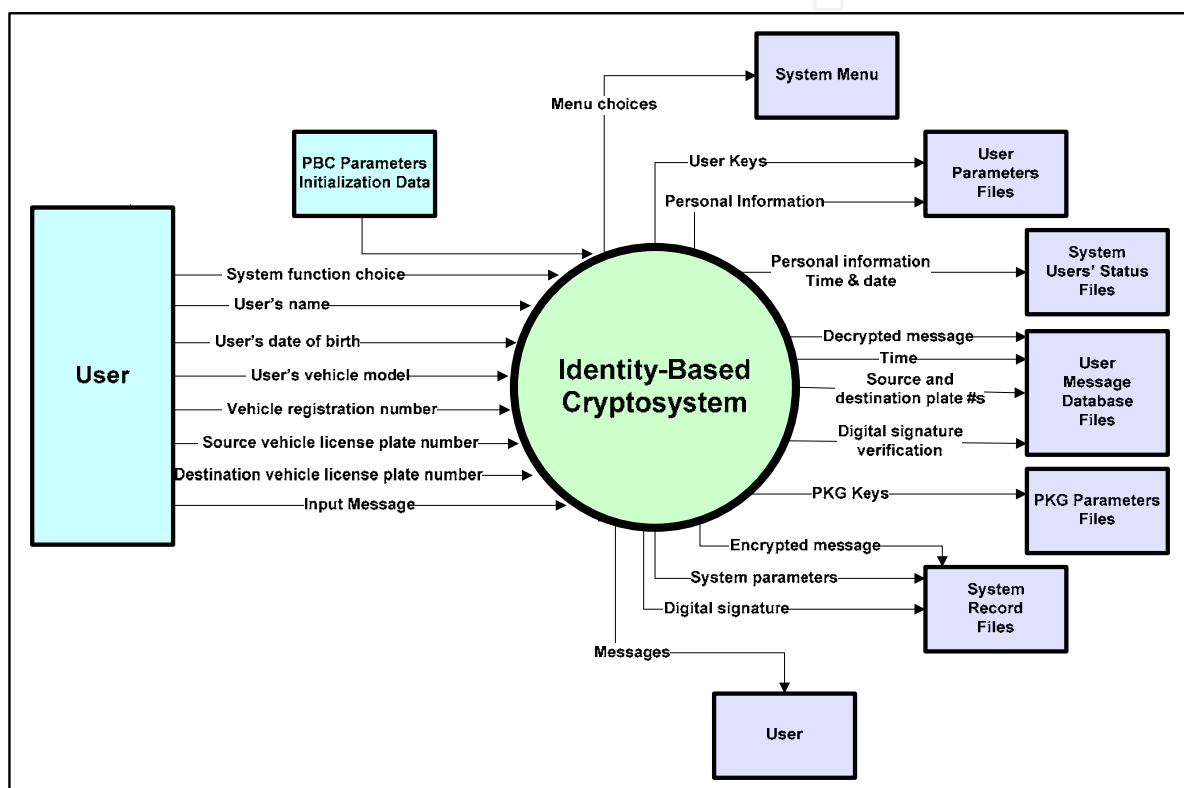 System Menu
Menu choices
PBC Parameters
Initialization Data
User Keys
Personal Information
User
Parameters
Files
User
System function choice
User's name
User's date of birth
User's vehicle model
Vehicle registration number
Source vehicle license plate number
Destination vehicle license plate number
Input Message
Identity-Based
Cryptosystem
Personal information
Time & date
System
Users' Status
Files
Decrypted message
Time
Source and
destination plate #s
Digital signature
verification
User
Message
Database
Files
PKG Keys
PKG Parameters
Files
Encrypted message
System parameters
Digital signature
System
Record
Files
Messages
User